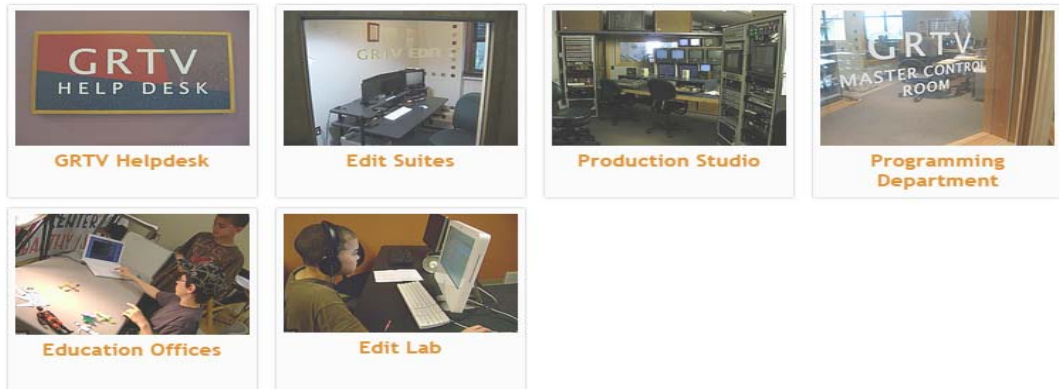 GRTV
HELP DESK
GRTV Helpdesk
GRTV EDIT
Edit Suites
Production Studio
GRTV
MASTER CONTROL
ROOM
Programming
Department
CENTER
Education Offices
Edit Lab